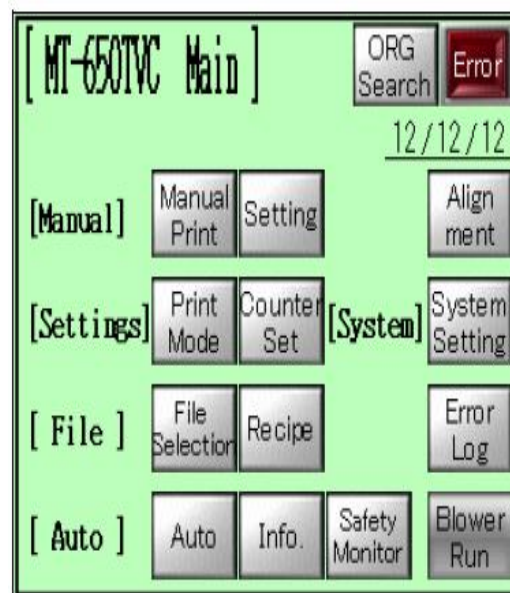 [ MT-650TVC Main ]
ORG
Search
Error
12/12/12
[Manual]
Manual
Print
Setting
Align
ment
[Settings]
Print
Mode
Counter
Set
[System]
System
Setting
[ File ]
File
Selection
Recipe
Error
Log
[ Auto ]
Auto
Info.
Safety
Monitor
Blower
Run